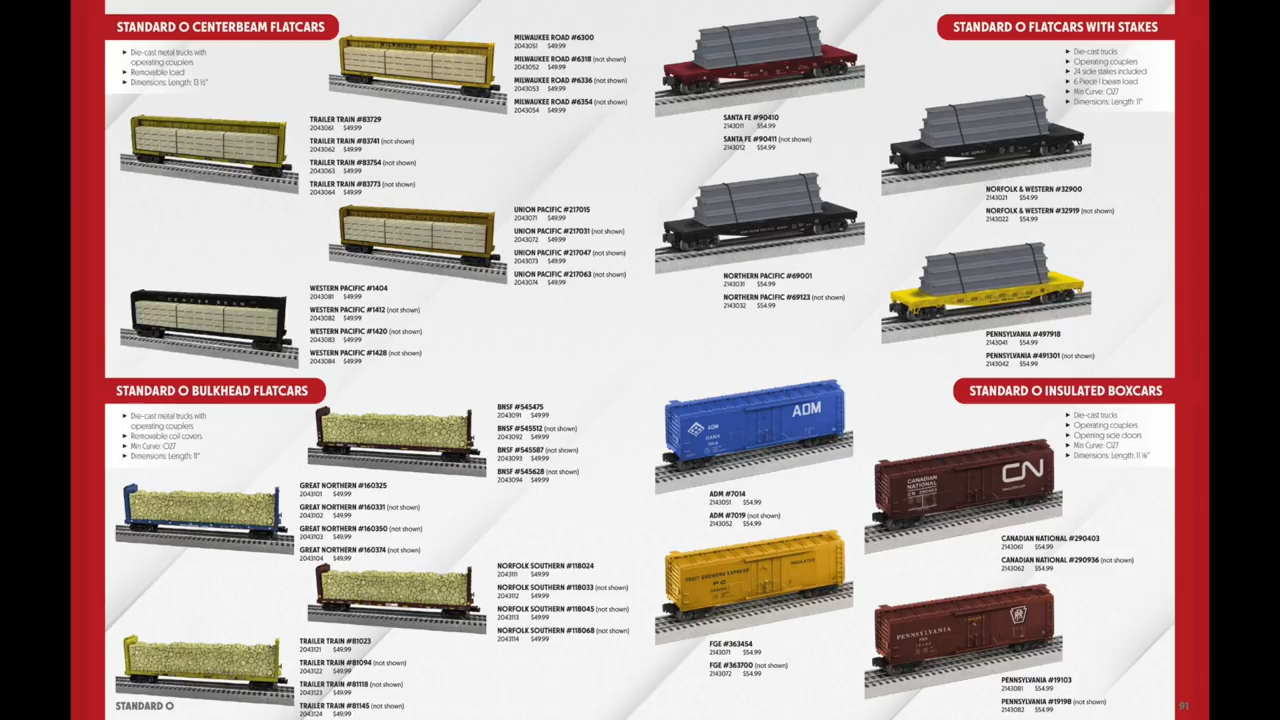 STANDARD O CENTERBEAM FLATCARS
Die-cast metal trucks with
operating couplers
Removable load
Dimensions: Length: 13 ½"
MILWAUKEE ROAD #6300
2043051 $49.99
MILWAUKEE ROAD #6318 (not shown)
2043052 $49.99
MILWAUKEE ROAD #6336 (not shown)
2043053 $49.99
MILWAUKEE ROAD #6354 (not shown)
2043054 $49.99
TRAILER TRAIN #83729
2043061 $49.99
TRAILER TRAIN #83741 (not shown)
2043062 $49.99
TRAILER TRAIN #83754 (not shown)
2043063 $49.99
TRAILER TRAIN #83773 (not shown)
2043064 $49.99
UNION PACIFIC #217015
2043071 $49.99
UNION PACIFIC #217031 (not shown)
2043072 $49.99
UNION PACIFIC #217047 (not shown)
2043073 $49.99
UNION PACIFIC #217063 (not shown)
2043074 $49.99
CENTER BEAM
WESTERN PACIFIC #1404
2043081 $49.99
WESTERN PACIFIC #1412 (not shown)
2043082 $49.99
WESTERN PACIFIC #1420 (not shown)
2043083 $49.99
WESTERN PACIFIC #1428 (not shown)
2043084 $49.99
STANDARD O BULKHEAD FLATCARS
Die-cast metal trucks with
operating couplers
Removable coil covers
Min Curve: O27
Dimensions: Length: 11"
BNSF #545475
2043091 $49.99
BNSF #545512 (not shown)
2043092 $49.99
BNSF #545587 (not shown)
2043093 $49.99
BNSF #545628 (not shown)
2043094 $49.99
GREAT NORTHERN #160325
2043101 $49.99
GREAT NORTHERN #160331 (not shown)
2043102 $49.99
GREAT NORTHERN #160350 (not shown)
2043103 $49.99
GREAT NORTHERN #160374 (not shown)
2043104 $49.99
NORFOLK SOUTHERN #118024
2043111 $49.99
NORFOLK SOUTHERN #118033 (not shown)
2043112 $49.99
NORFOLK SOUTHERN #118045 (not shown)
2043113 $49.99
NORFOLK SOUTHERN #118068 (not shown)
2043114 $49.99
TRAILER TRAIN #81023
2043121 $49.99
TRAILER TRAIN #81094 (not shown)
2043122 $49.99
TRAILER TRAIN #81118 (not shown)
2043123 $49.99
TRAILER TRAIN #81145 (not shown)
2043124 $49.99
STANDARD O
STANDARD O FLATCARS WITH STAKES
Die-cast trucks
Operating couplers
24 side stakes included
6 Piece I-beam load
Min Curve: O27
Dimensions: Length: 11"
SANTA FE #90410
2143011 $54.99
SANTA FE #90411 (not shown)
2143012 $54.99
NORFOLK & WESTERN #32900
2143021 $54.99
NORFOLK & WESTERN #32919 (not shown)
2143022 $54.99
NORTHERN PACIFIC #69001
2143031 $54.99
NORTHERN PACIFIC #69123 (not shown)
2143032 $54.99
PENNSYLVANIA #497918
2143041 $54.99
PENNSYLVANIA #491301 (not shown)
2143042 $54.99
STANDARD O INSULATED BOXCARS
Die-cast trucks
Operating couplers
Opening side doors
Min Curve: O27
ADM
ADM
ADM #7014
2143051 $54.99
ADM #7019 (not shown)
2143052 $54.99
CANADIAN
NATIONAL
CN
CANADIAN NATIONAL #290403
2143061 $54.99
CANADIAN NATIONAL #290936 (not shown)
2143062 $54.99
FRUIT GROWERS EXPRESS
INSULATED
FGE #363454
2143071 $54.99
FGE #363700 (not shown)
2143072 $54.99
PENNSYLVANIA
PENNSYLVANIA #19103
2143081 $54.99
PENNSYLVANIA #19198 (not shown)
2143082 $54.99
91